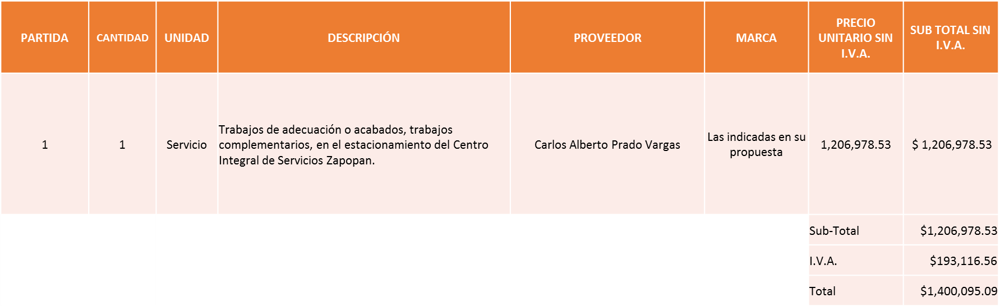 PARTIDA
CANTIDAD
UNIDAD
DESCRIPCIÓN
PROVEEDOR
MARCA
PRECIO
UNITARIO SIN
I.V.A.
SUB TOTAL SIN
I.V.A.
1
1
Servicio
Trabajos de adecuación o acabados, trabajos
complementarios, en el estacionamiento del Centro
Integral de Servicios Zapopan.
Carlos Alberto Prado Vargas
Las indicadas en su
propuesta
1,206,978.53
$ 1,206,978.53
Sub-Total
$1,206,978.53
I.V.A.
$193,116.56
Total
$1,400,095.09